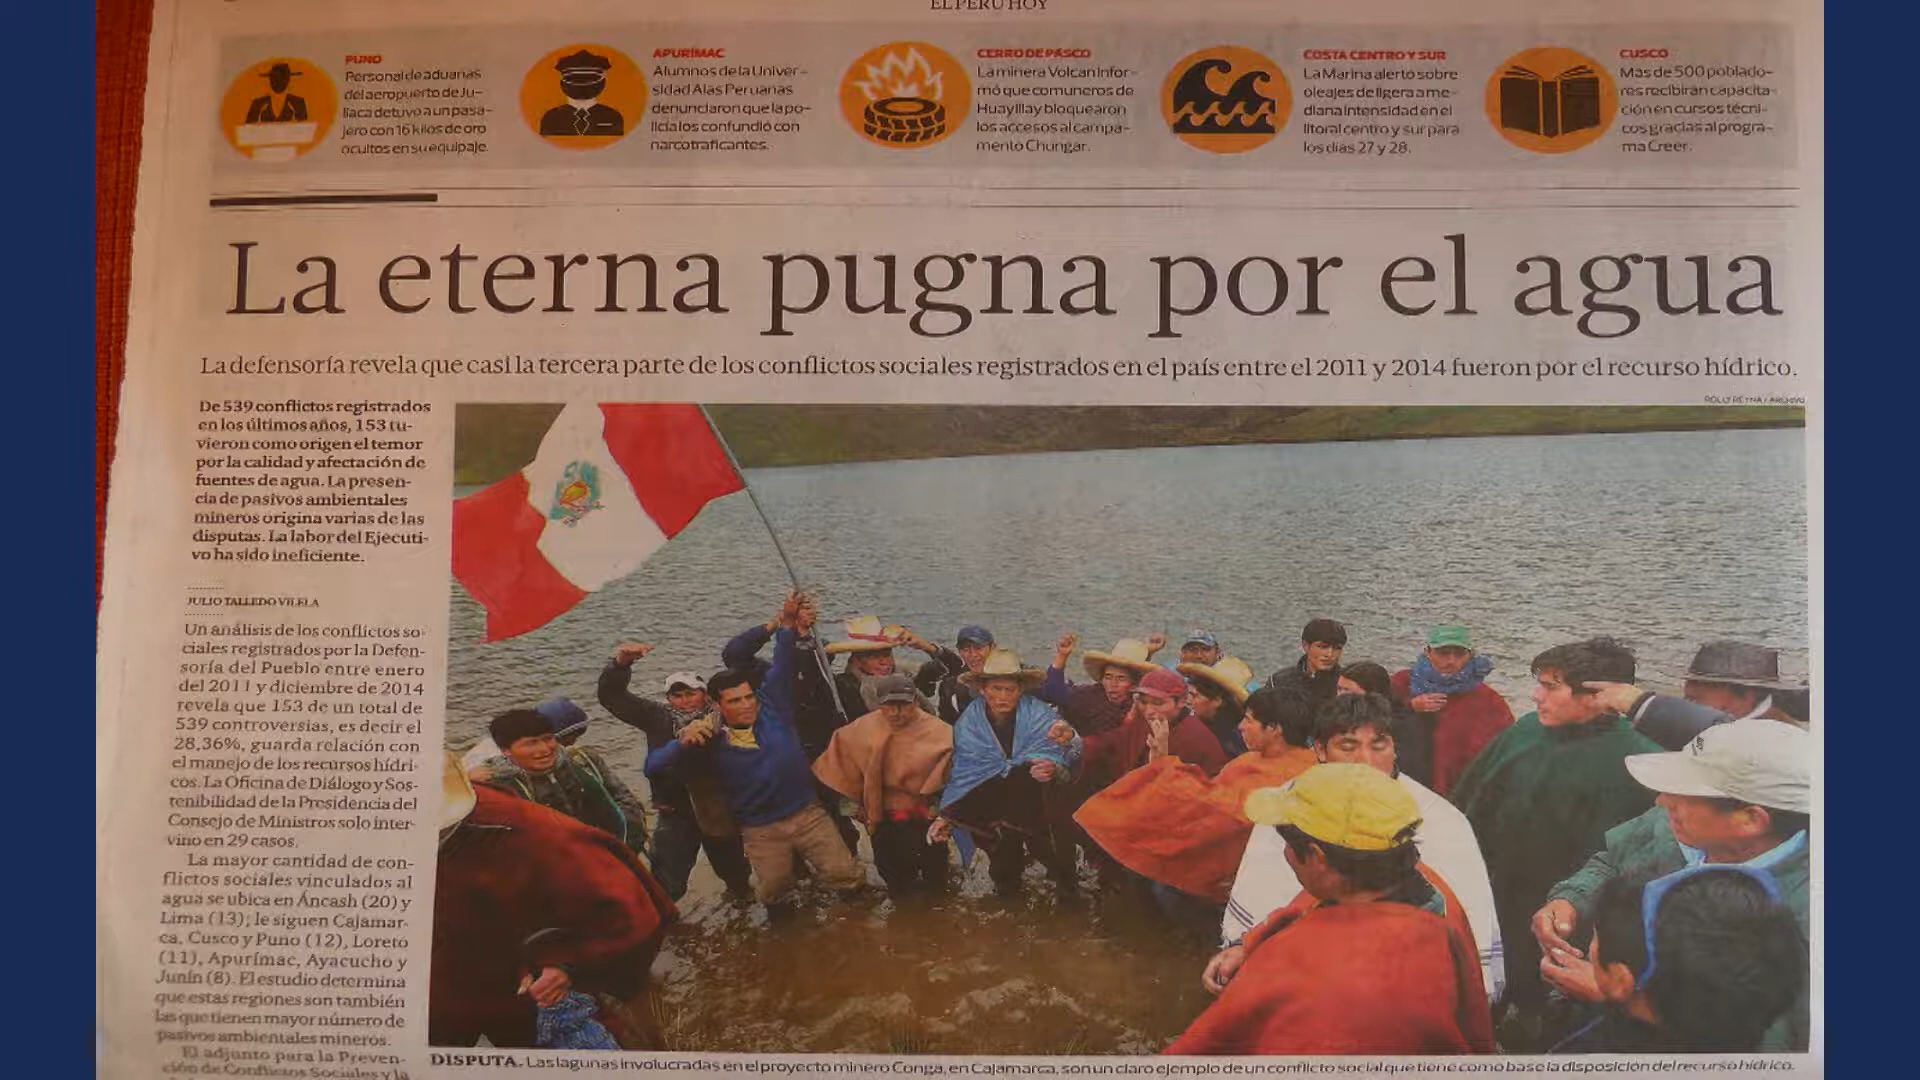 EL PERÚ HOY
PUNO
Personal de aduanas
del aeropuerto de Ju-
liaca detuvo a un pasa-
jero con 16 kilos de oro
ocultos en su equipaje.
APURÍMAC
Alumnos de la Univer-
sidad Alas Peruanas
denunciaron que la po-
licía los confundió con
narcotraficantes.
CERRO DE PASCO
La minera Volcan infor-
mó que comuneros de
Huayllay bloquearon
los accesos al campa-
mento Chungar.
COSTA CENTRO Y SUR
La Marina alertó sobre
oleajes de ligera a me-
diana intensidad en el
litoral centro y sur para
los días 27 y 28.
CUSCO
Más de 500 poblado-
res recibirán capacita-
ción en cursos técni-
cos gracias al progra-
ma Creer.
La eterna pugna por el agua
La defensoría revela que casi la tercera parte de los conflictos sociales registrados en el país entre el 2011 y 2014 fueron por el recurso hídrico.
ROLLY REYNA / ARCHIVO
De 539 conflictos registrados
en los últimos años, 153 tu-
vieron como origen el temor
por la calidad y afectación de
fuentes de agua. La presen-
cia de pasivos ambientales
mineros origina varias de las
disputas. La labor del Ejecuti-
vo ha sido ineficiente.
JULIO TALLEDO VILELA
Un análisis de los conflictos so-
ciales registrados por la Defen-
soría del Pueblo entre enero
del 2011 y diciembre de 2014
revela que 153 de un total de
539 controversias, es decir el
28,36%, guarda relación con
el manejo de los recursos hídri-
cos. La Oficina de Diálogo y Sos-
tenibilidad de la Presidencia del
Consejo de Ministros solo inter-
vino en 29 casos.
La mayor cantidad de con-
flictos sociales vinculados al
agua se ubica en Áncash (20) y
Lima (13); le siguen Cajamar-
ca, Cusco y Puno (12), Loreto
(11), Apurímac, Ayacucho y
Junín (8). El estudio determina
que estas regiones son también
las que tienen mayor número de
pasivos ambientales mineros.
El adjunto para la Preven-
ción de Conflictos Sociales y la
DISPUTA. Las lagunas involucradas en el proyecto minero Conga, en Cajamarca, son un claro ejemplo de un conflicto social que tiene como base la disposición del recurso hídrico.